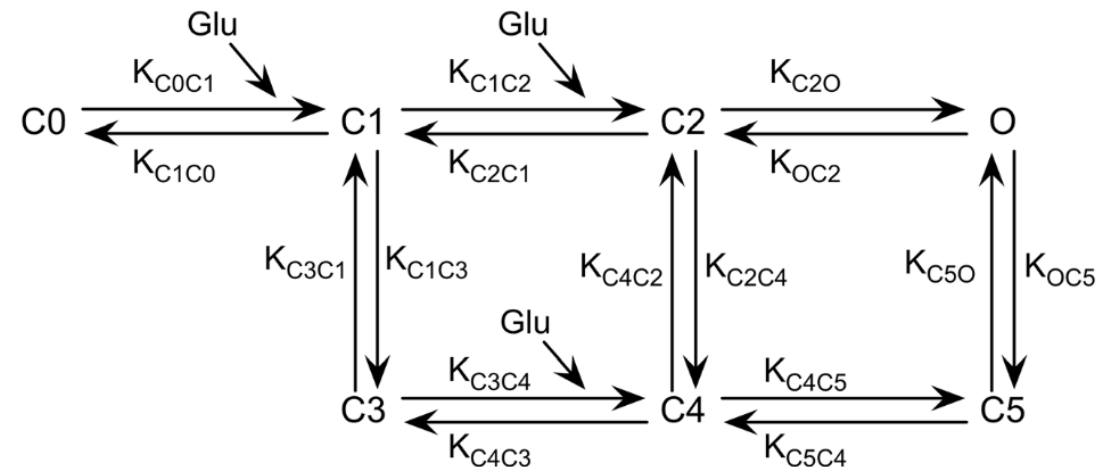 Glu Glu
K_C0C1 K_C1C2 K_C2O
C0 C1 C2 O
K_C1C0 K_C2C1 K_OC2
K_C3C1 K_C1C3 K_C4C2 K_C2C4 K_C5O K_OC5
Glu
K_C3C4 K_C4C5
C3 C4 C5
K_C4C3 K_C5C4